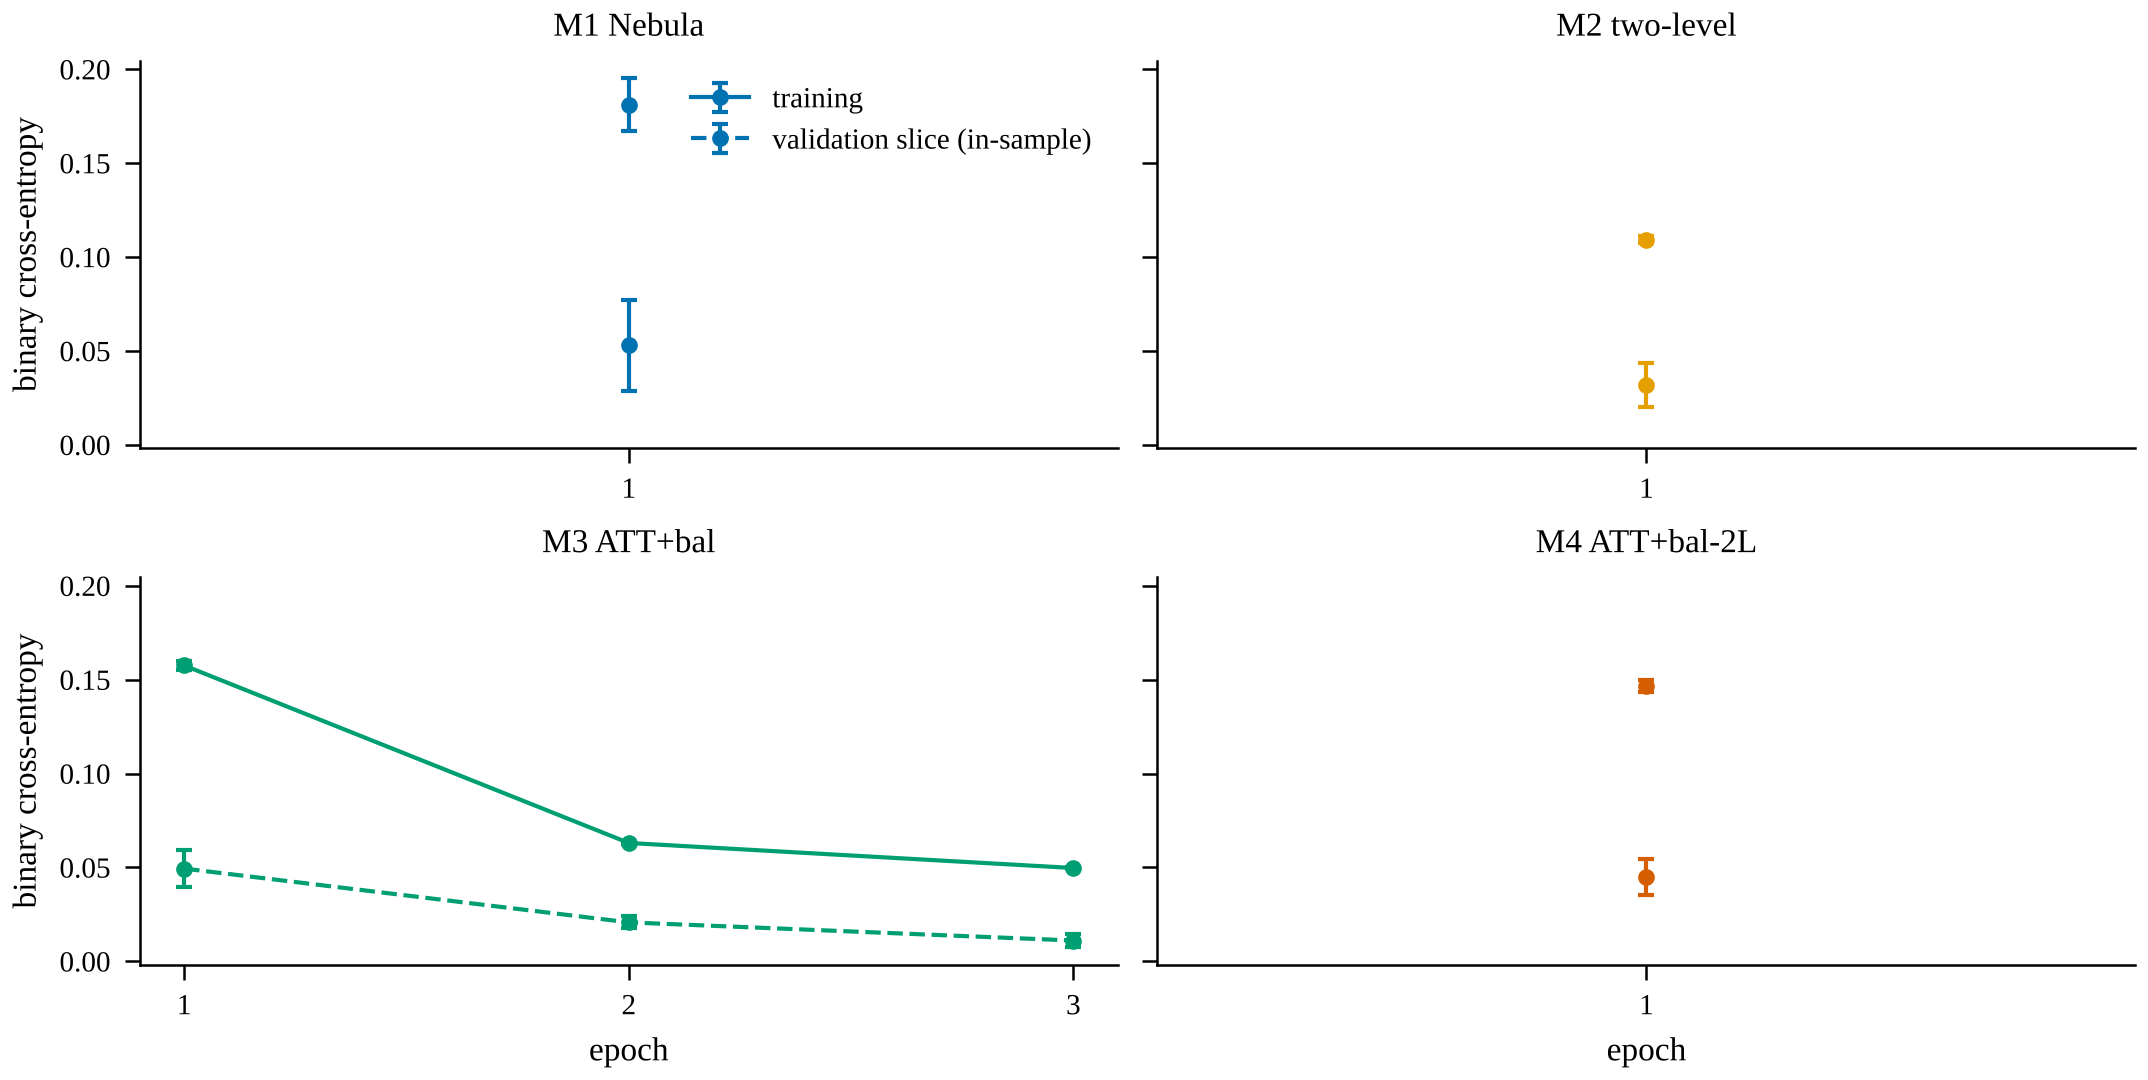 M1 Nebula
M2 two-level
binary cross-entropy
0.20
0.15
0.10
0.05
0.00
training
validation slice (in-sample)
1
1
M3 ATT+bal
M4 ATT+bal-2L
binary cross-entropy
0.20
0.15
0.10
0.05
0.00
1 2 3
1
epoch
epoch